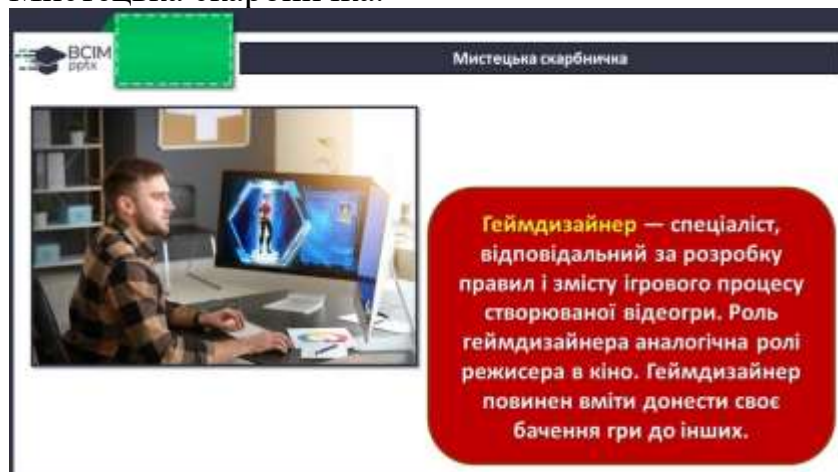 ВСІМ
pptx
Мистецька скарбничка
Геймдизайнер — спеціаліст,
відповідальний за розробку
правил і змісту ігрового процесу
створюваної відеогри. Роль
геймдизайнера аналогічна ролі
режисера в кіно. Геймдизайнер
повинен вміти донести своє
бачення гри до інших.